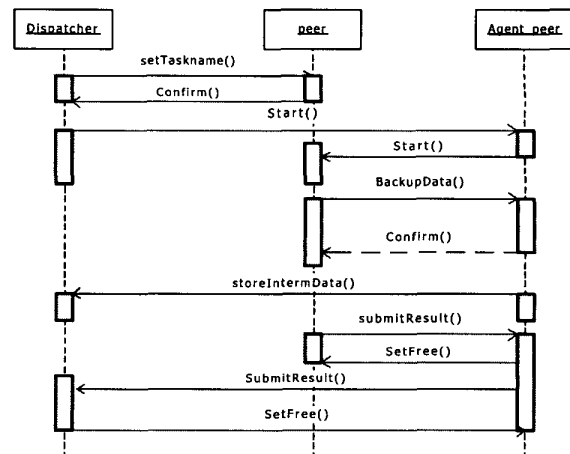 Dispatcher
peer
Agent peer
setTaskname()
Confirm()
Start()
Start()
BackupData()
Confirm()
storeIntermData()
submitResult()
SetFree()
SubmitResult()
SetFree()